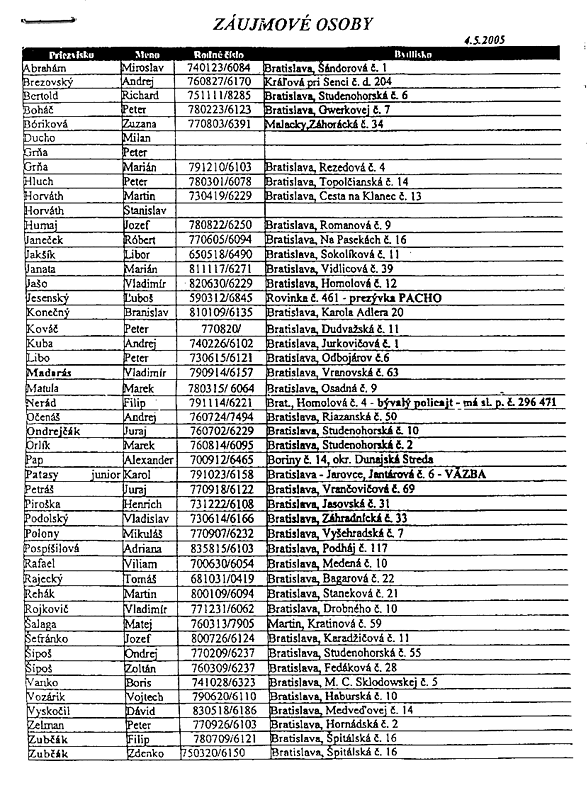 ZÁUJMOVÉ OSOBY
4.5.2005
Priezvisko Meno Rodné číslo Bydlisko
Abrahám Miroslav 740123/6084 Bratislava, Šándorová č. 1
Brezovský Andrej 760827/6170 Kráľová pri Senci č. d. 204
Bertold Richard 751111/8285 Bratislava, Studenohorská č. 6
Boháč Peter 780223/6123 Bratislava, Gwerkovej č. 7
Bóriková Zuzana 770803/6391 Malacky,Záhorácká č. 34
Ducho Milan
Grňa Peter
Grňa Marián 791210/6103 Bratislava, Rezedová č. 4
Hluch Peter 780301/6078 Bratislava, Topolčianská č. 14
Horváth Martin 730419/6229 Bratislava, Cesta na Klanec č. 13
Horváth Stanislav
Humaj Jozef 780822/6250 Bratislava, Romanová č. 9
Janeček Róbert 770605/6094 Bratislava, Na Pasekách č. 16
Jakšík Libor 650518/6490 Bratislava, Sokolíková č. 11
Janata Marián 811117/6271 Bratislava, Vidlicová č. 39
Jašo Vladimír 820630/6229 Bratislava, Homolová č. 12
Jesenský Ľuboš 590312/6845 Rovinka č. 461 - prezývka PACHO
Konečný Branislav 810109/6135 Bratislava, Karola Adlera 20
Kováč Peter 770820/ Bratislava, Dudvažská č. 11
Kuba Andrej 740226/6102 Bratislava, Jurkovičová č. 1
Libo Peter 730615/6121 Bratislava, Odbojárov č.6
Madarás Vladimír 790914/6157 Bratislava, Vranovská č. 63
Matula Marek 780315/ 6064 Bratislava, Osadná č. 9
Nerád Filip 791114/6221 Brat., Homolová č. 4 - bývalý policajt - má sl. p. č. 296 471
Očenáš Andrej 760724/7494 Bratislava, Riazanská č. 50
Ondrejčák Juraj 760702/6229 Bratislava, Studenohorská č. 10
Orlík Marek 760814/6095 Bratislava, Studenohorská č. 2
Pap Alexander 700912/6465 Boriny č. 14, okr. Dunajská Streda
Patasy junior Karol 791023/6158 Bratislava - Jarovce, Jantárová č. 6 - VÄZBA
Petráš Juraj 770918/6122 Bratislava, Vrančovičová č. 69
Piroška Henrich 731222/6108 Bratislava, Jasovská č. 31
Podolský Vladislav 730614/6166 Bratislava, Záhradnícká č. 33
Polony Mikuláš 770907/6232 Bratislava, Vyšehradská č. 7
Pospíšilová Adriana 835815/6103 Bratislava, Podháj č. 117
Rafael Viliam 700630/6054 Bratislava, Medená č. 10
Rajecký Tomáš 681031/0419 Bratislava, Bagarová č. 22
Rehák Martin 800109/6094 Bratislava, Staneková č. 21
Rojkovič Vladimír 771231/6062 Bratislava, Drobného č. 10
Šalaga Matej 760313/7905 Martin, Kratinová č. 59
Šefránko Jozef 800726/6124 Bratislava, Karadžičová č. 11
Šípoš Ondrej 770209/6237 Bratislava, Studenohorská č. 55
Šípoš Zoltán 760309/6237 Bratislava, Fedáková č. 28
Vanko Boris 741028/6323 Bratislava, M. C. Sklodowskej č. 5
Vozárik Vojtech 790620/6110 Bratislava, Haburská č. 10
Vyskočil Dávid 830518/6186 Bratislava, Medveďovej č. 14
Zelman Peter 770926/6103 Bratislava, Hornádská č. 2
Zubčák Filip 780709/6121 Bratislava, Špitálská č. 16
Zubčák Zdenko 750320/6150 Bratislava, Špitálská č. 16